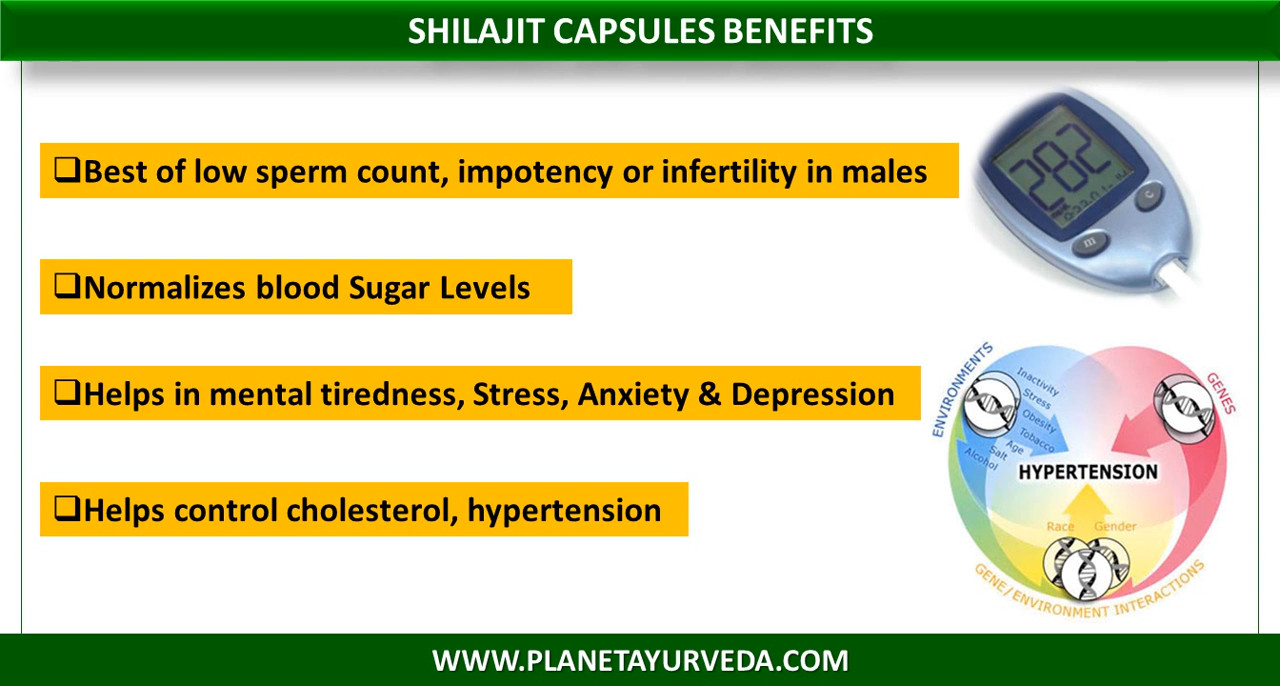 SHILAJIT CAPSULES BENEFITS
❑Best of low sperm count, impotency or infertility in males
282
❑Normalizes blood Sugar Levels
❑Helps in mental tiredness, Stress, Anxiety & Depression
❑Helps control cholesterol, hypertension
ENVIRONMENTS
GENES
Inactivity
Stress
Obesity
Tobacco
Age
Salt
Alcohol
HYPERTENSION
Race Gender
GENE/ENVIRONMENT INTERACTIONS
WWW.PLANETAYURVEDA.COM